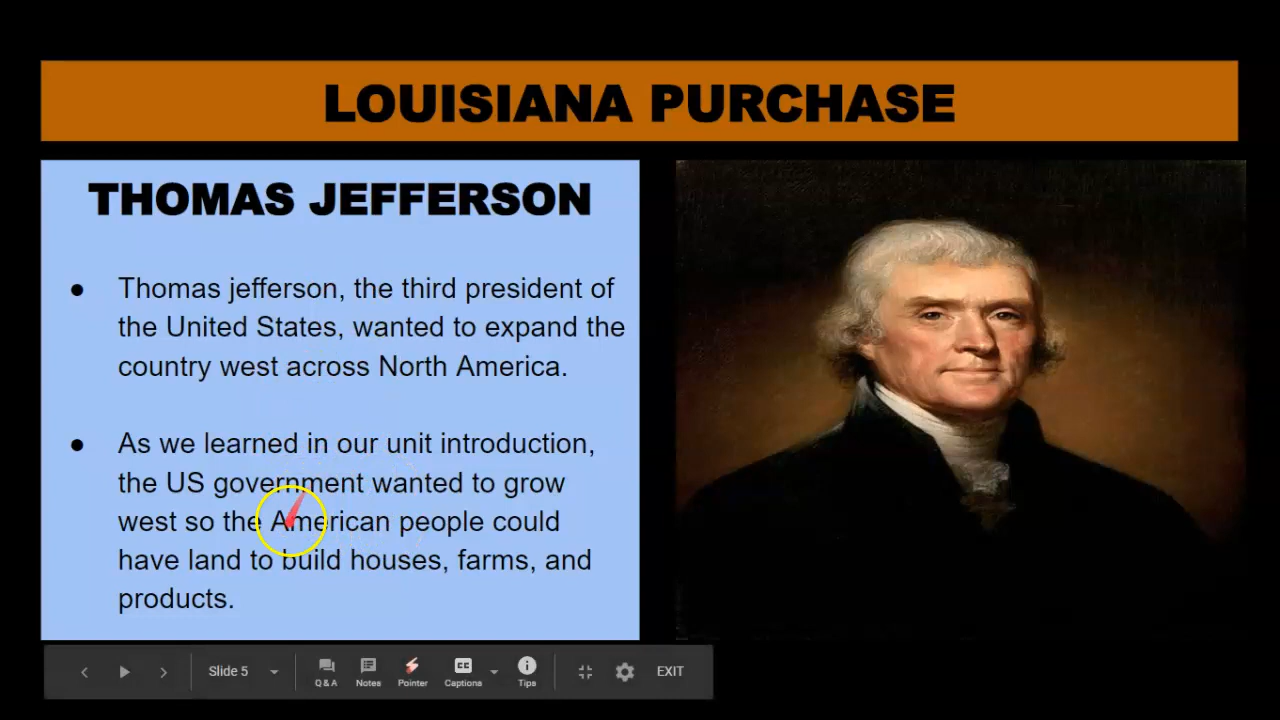 LOUISIANA PURCHASE
THOMAS JEFFERSON
● Thomas jefferson, the third president of
the United States, wanted to expand the
country west across North America.
● As we learned in our unit introduction,
the US government wanted to grow
west so the American people could
have land to build houses, farms, and
products.
Slide 5
Q&A
Notes
Pointer
CC
Captions
Tips
EXIT